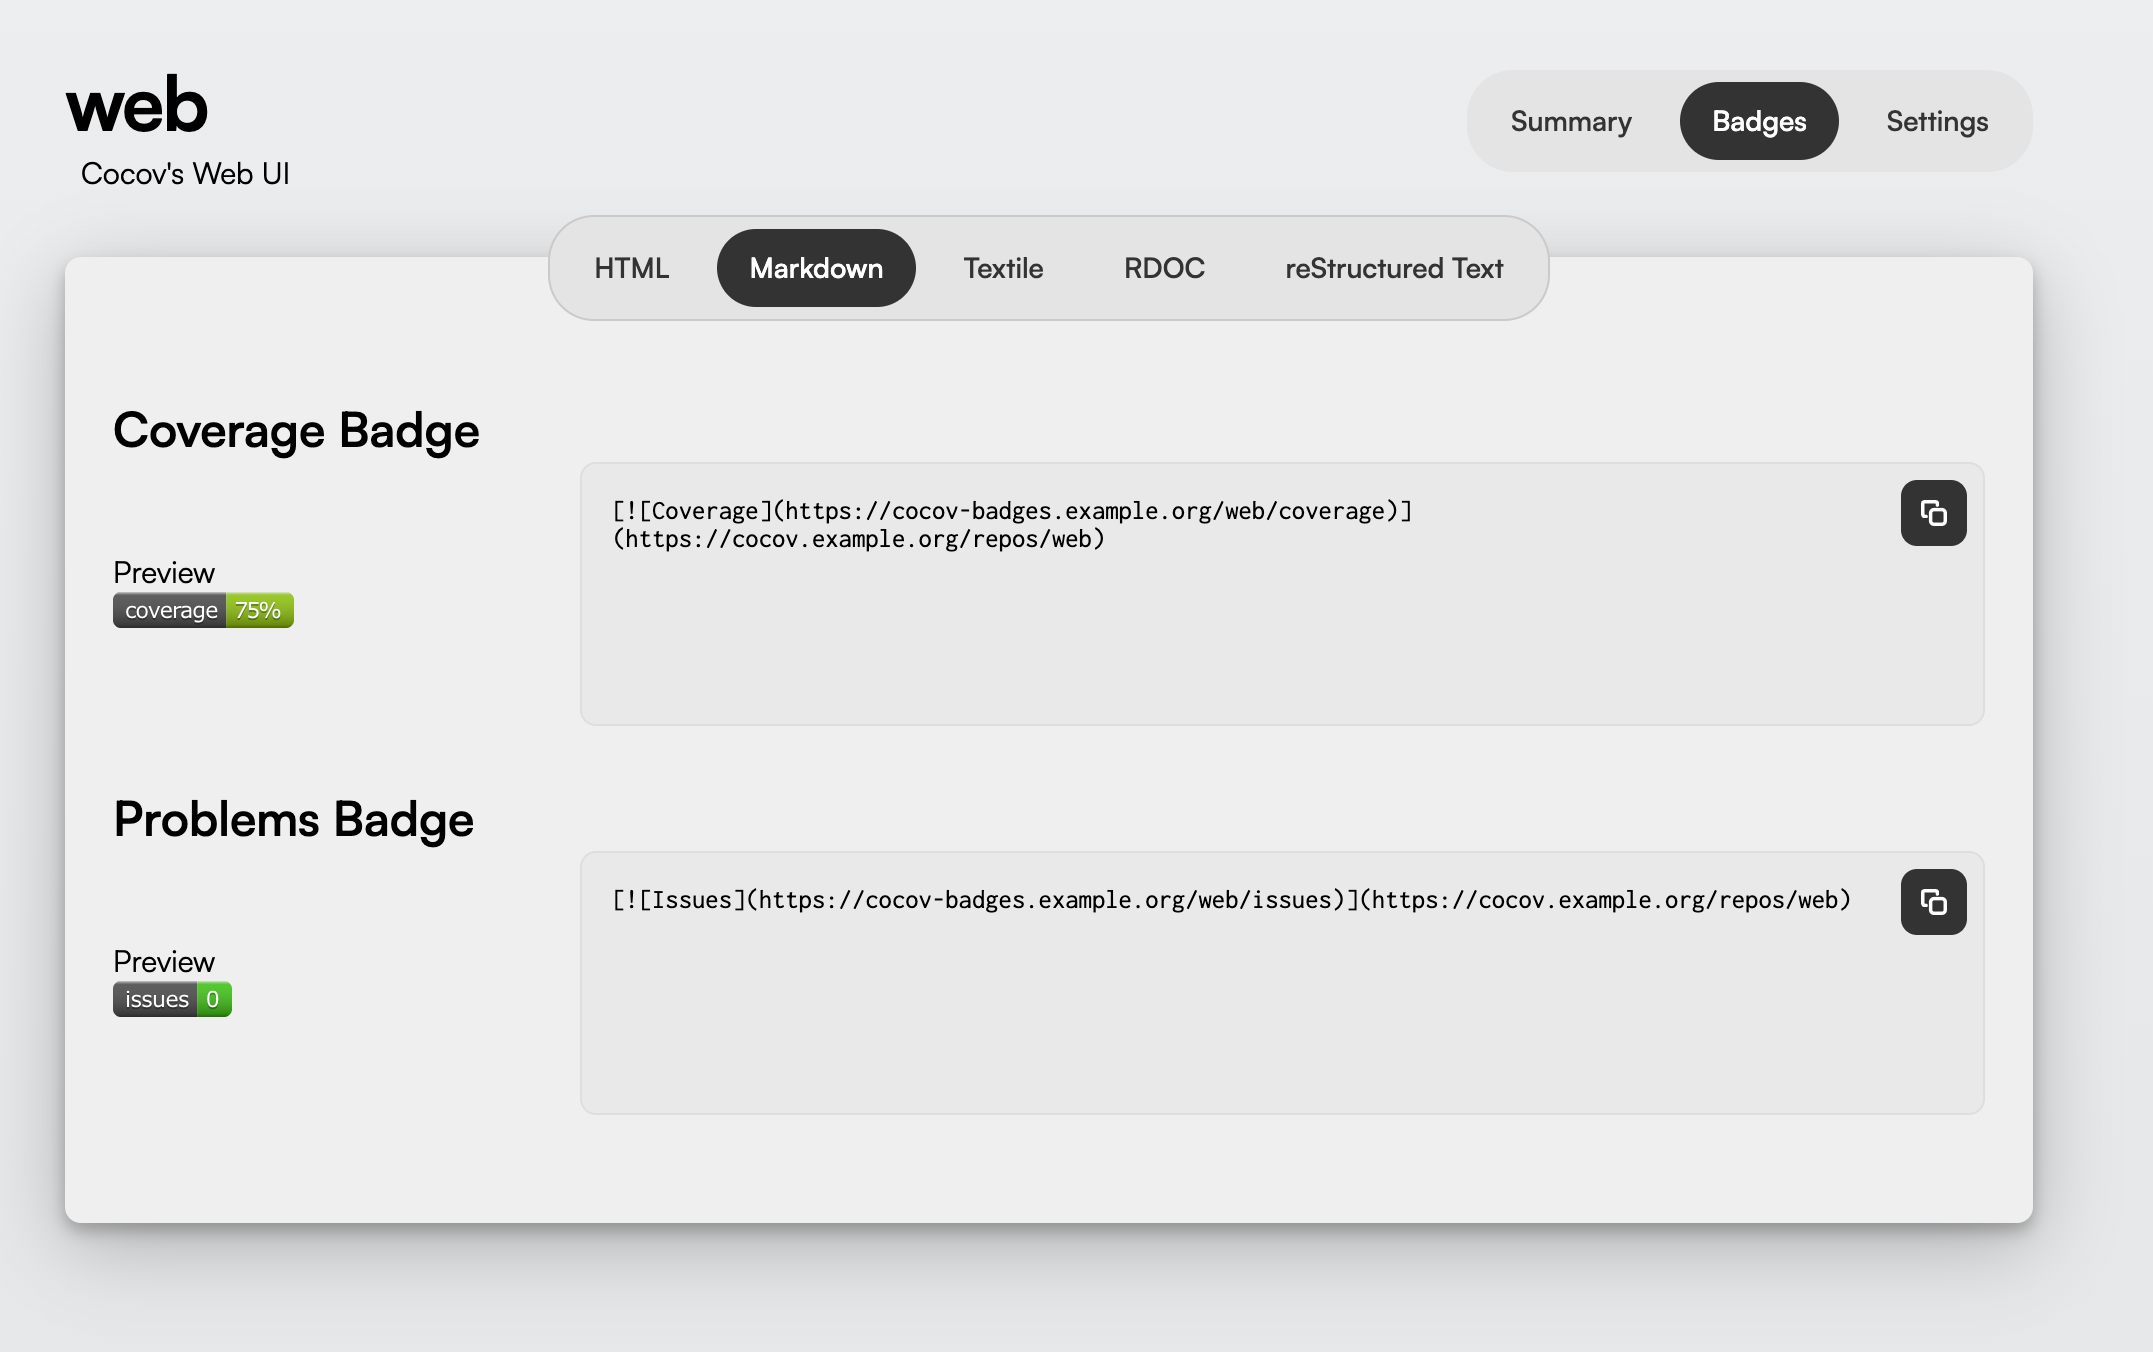 web
Cocov's Web UI
Summary
Badges
Settings
HTML
Markdown
Textile
RDOC
reStructured Text
Coverage Badge
Preview
coverage 75%
[![Coverage](https://cocov-badges.example.org/web/coverage)]
(https://cocov.example.org/repos/web)
Problems Badge
Preview
issues 0
[![Issues](https://cocov-badges.example.org/web/issues)](https://cocov.example.org/repos/web)